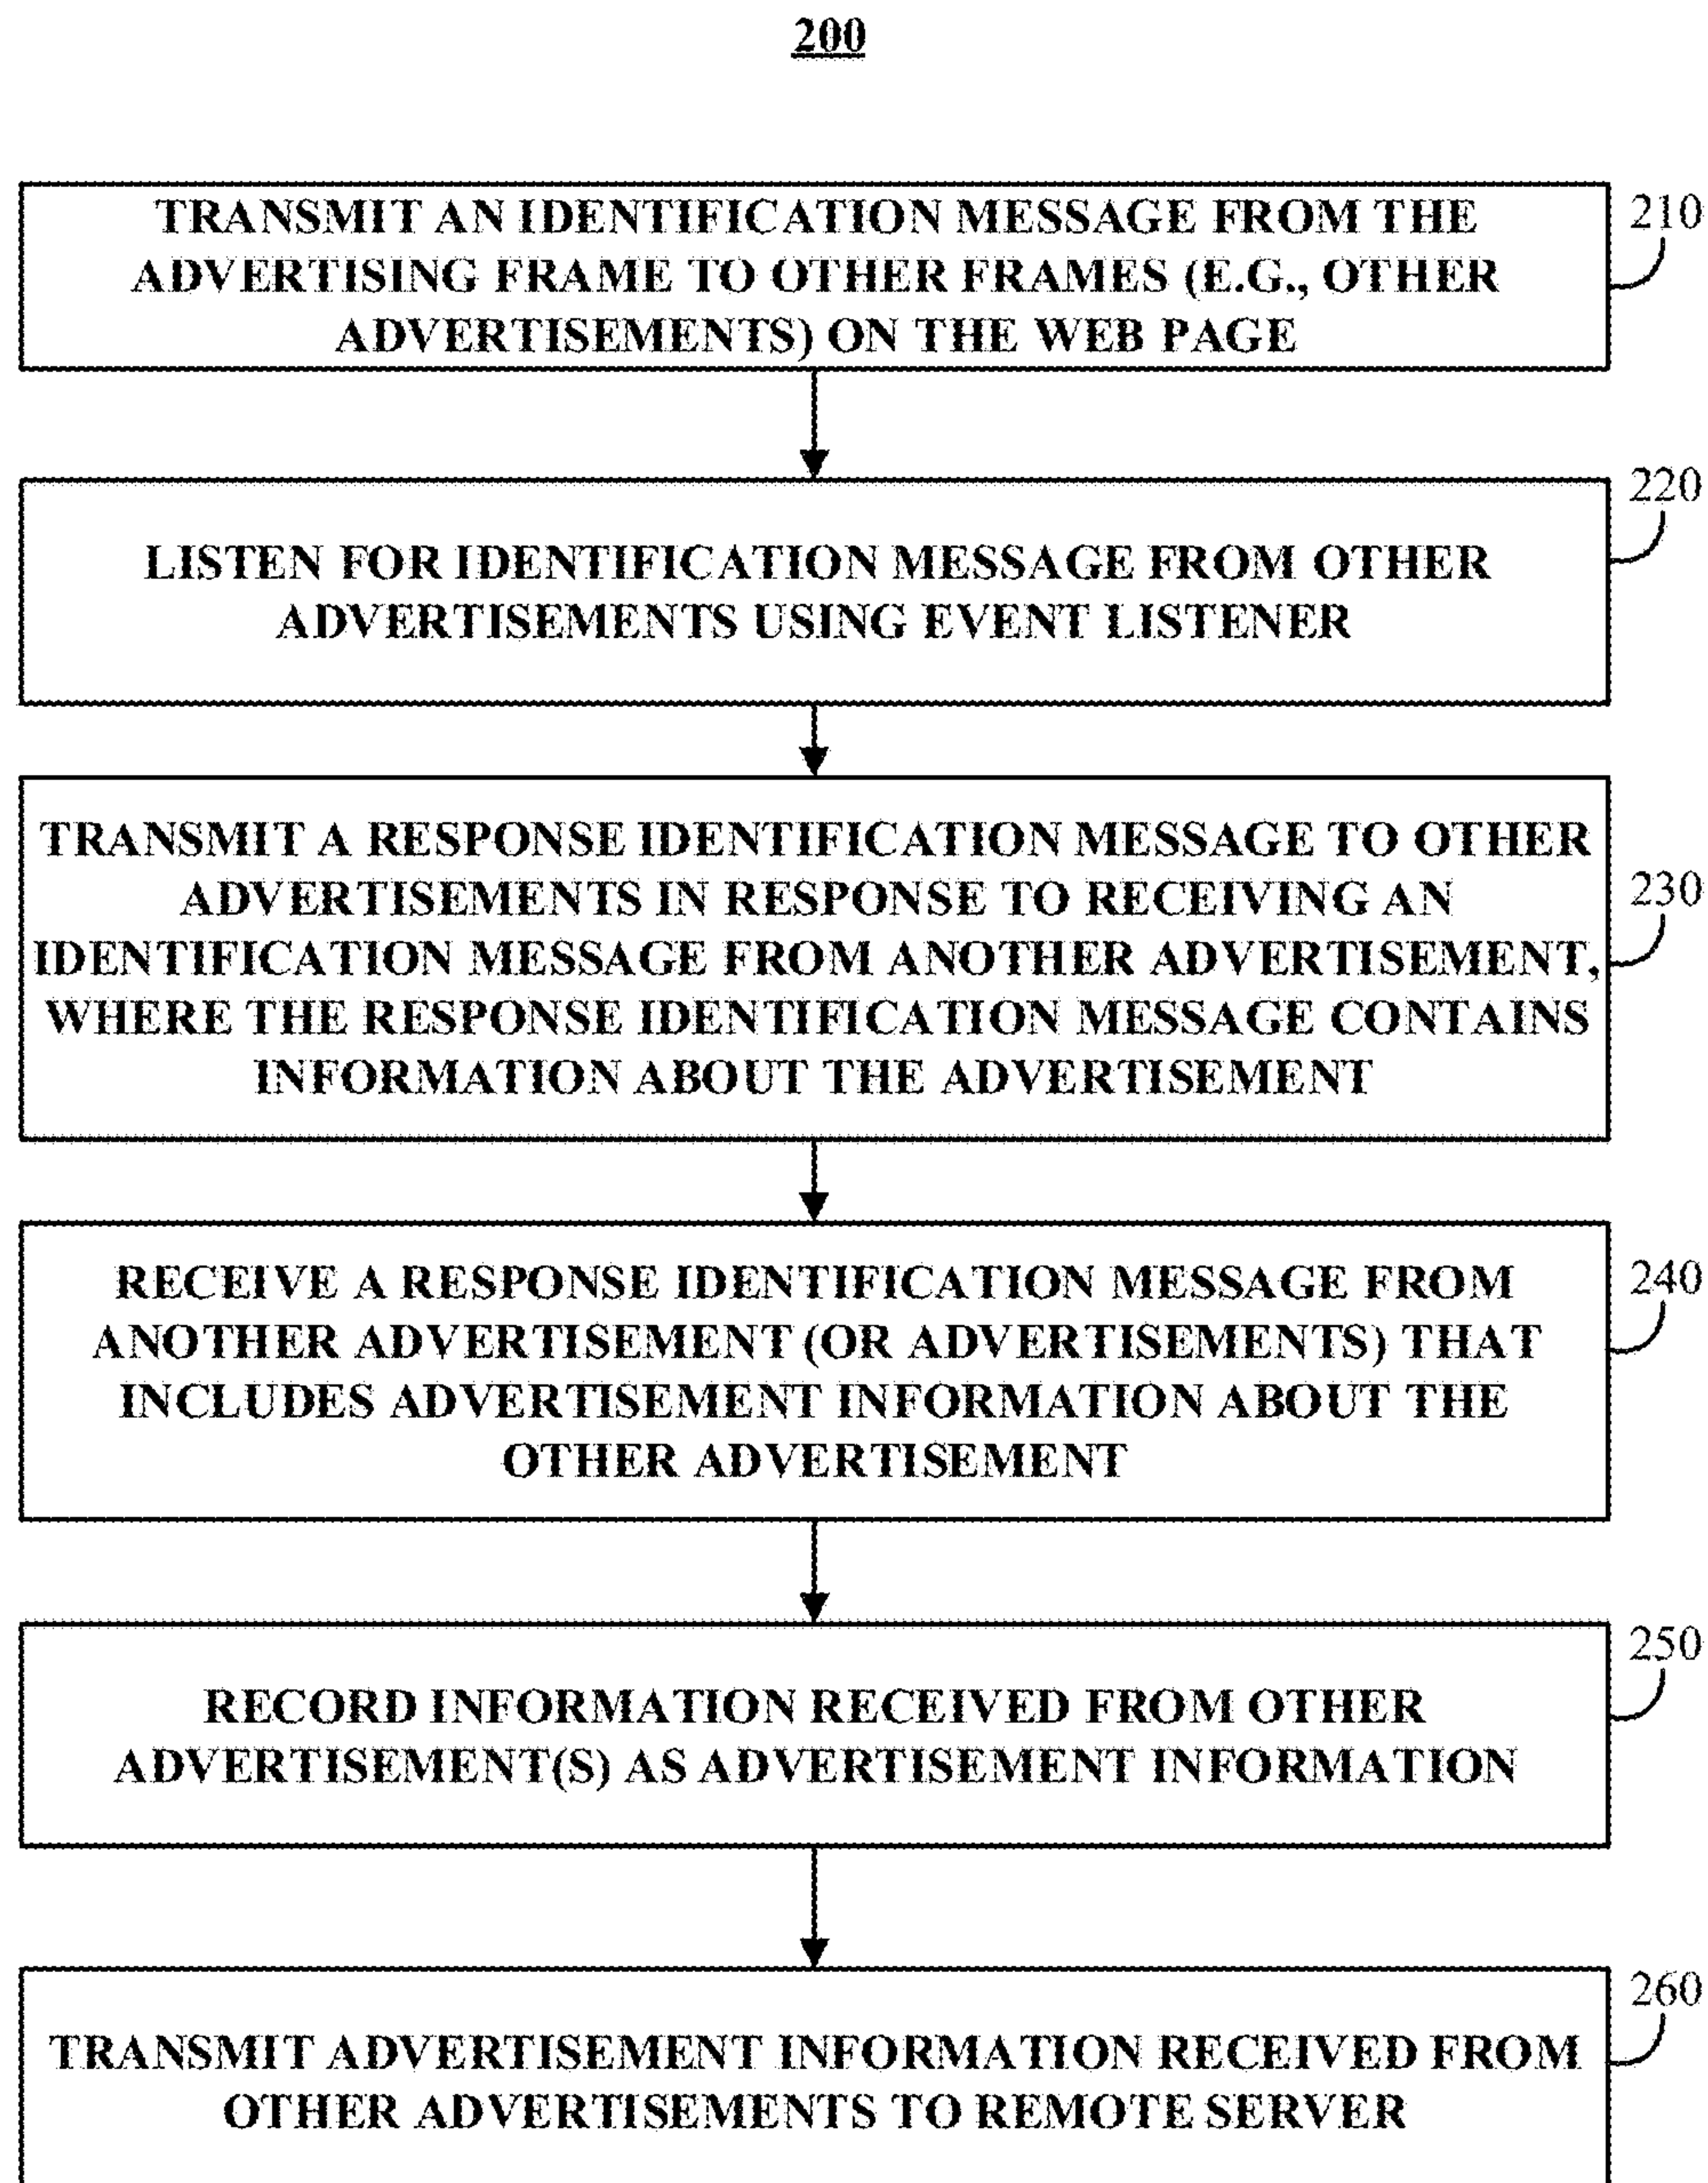 200
TRANSMIT AN IDENTIFICATION MESSAGE FROM THE
ADVERTISING FRAME TO OTHER FRAMES (E.G., OTHER
ADVERTISEMENTS) ON THE WEB PAGE
210
LISTEN FOR IDENTIFICATION MESSAGE FROM OTHER
ADVERTISEMENTS USING EVENT LISTENER
220
TRANSMIT A RESPONSE IDENTIFICATION MESSAGE TO OTHER
ADVERTISEMENTS IN RESPONSE TO RECEIVING AN
IDENTIFICATION MESSAGE FROM ANOTHER ADVERTISEMENT,
WHERE THE RESPONSE IDENTIFICATION MESSAGE CONTAINS
INFORMATION ABOUT THE ADVERTISEMENT
230
RECEIVE A RESPONSE IDENTIFICATION MESSAGE FROM
ANOTHER ADVERTISEMENT (OR ADVERTISEMENTS) THAT
INCLUDES ADVERTISEMENT INFORMATION ABOUT THE
OTHER ADVERTISEMENT
240
RECORD INFORMATION RECEIVED FROM OTHER
ADVERTISEMENT(S) AS ADVERTISEMENT INFORMATION
250
TRANSMIT ADVERTISEMENT INFORMATION RECEIVED FROM
OTHER ADVERTISEMENTS TO REMOTE SERVER
260